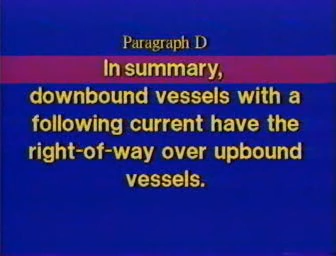 Paragraph D
In summary,
downbound vessels with a
following current have the
right-of-way over upbound
vessels.